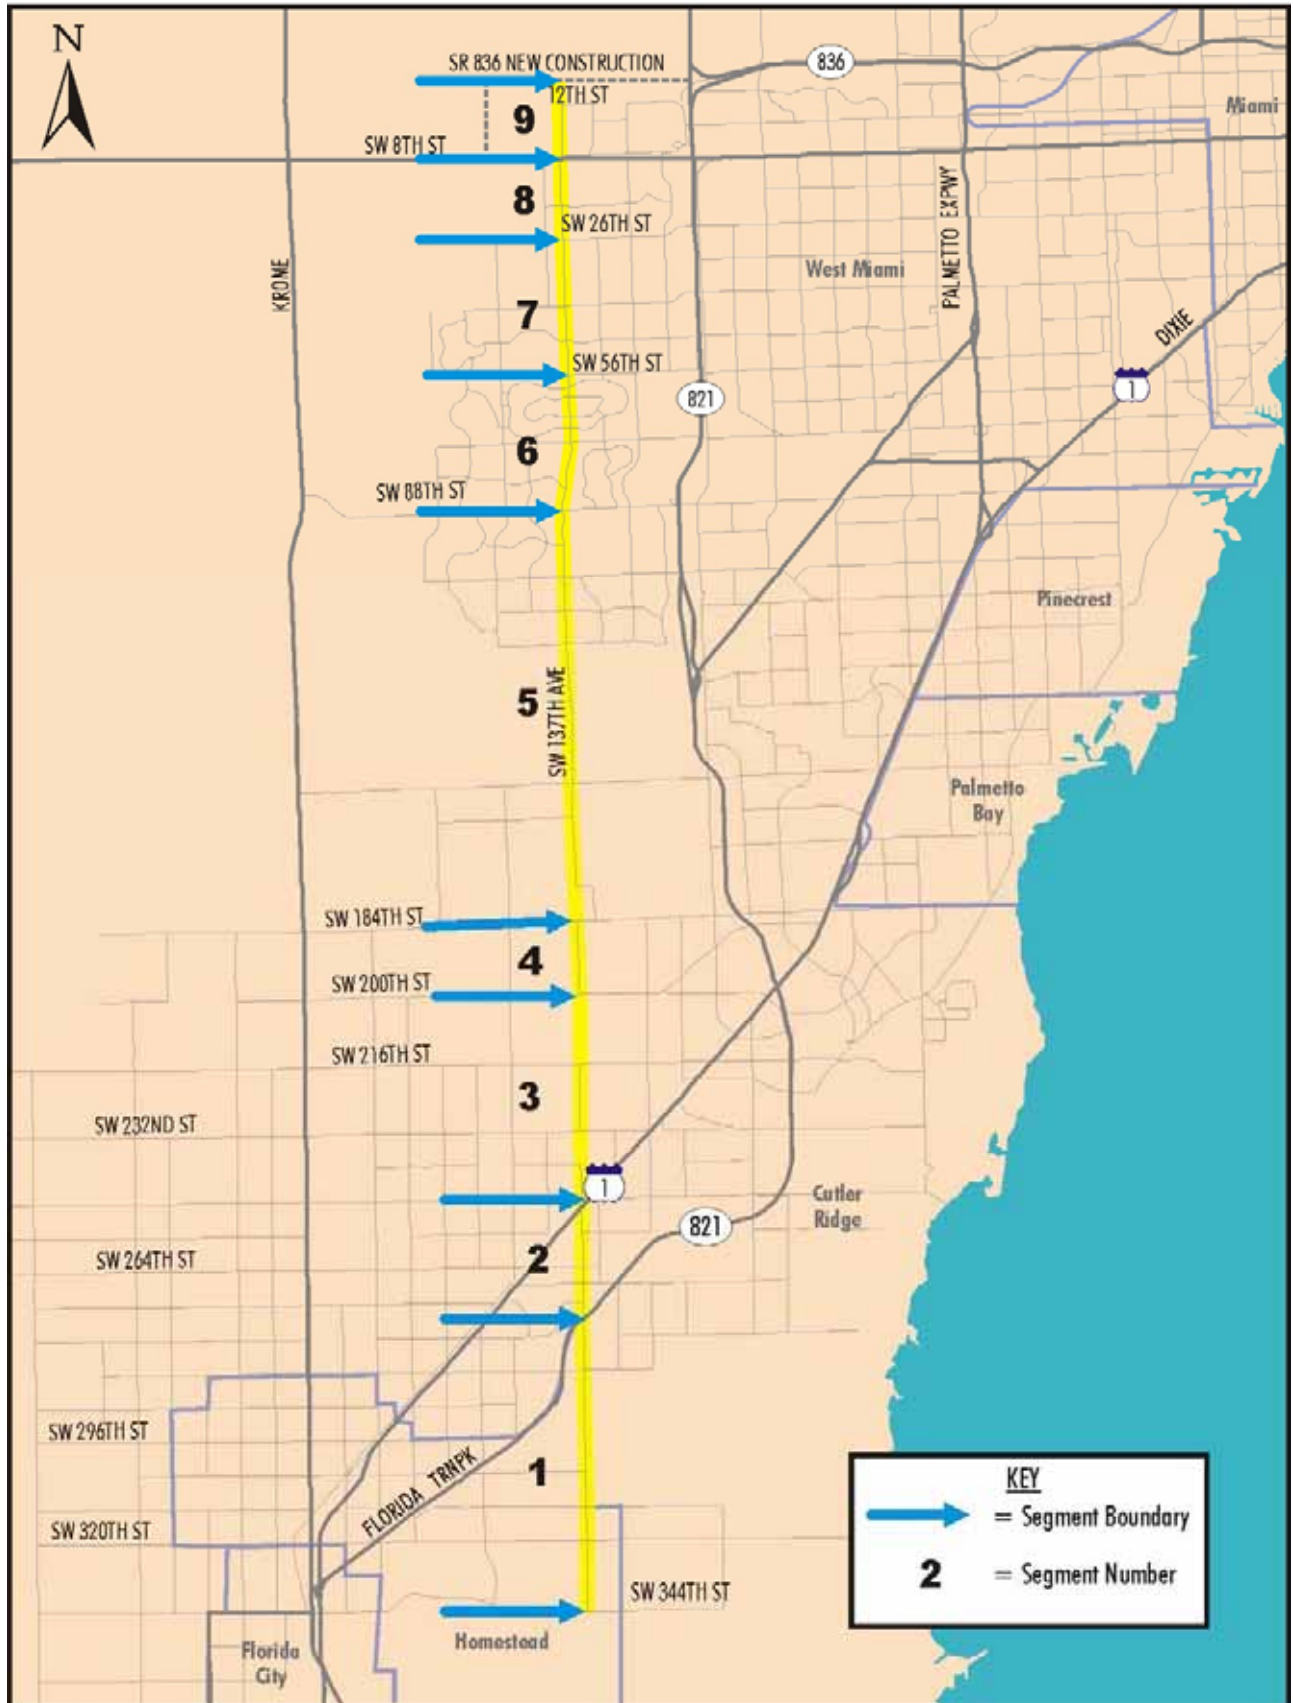 N
SR 836 NEW CONSTRUCTION
836
12TH ST
Miami
9
SW 8TH ST
8
PALMETTO EXPWY
SW 26TH ST
West Miami
KROME
7
DIXIE
SW 56TH ST
1
821
6
SW 88TH ST
Pinecrest
5
SW 137TH AVE
Palmetto
Bay
SW 184TH ST
4
SW 200TH ST
SW 216TH ST
3
SW 232ND ST
1
Cutler
Ridge
821
2
SW 264TH ST
SW 296TH ST
1
FLORIDA TRNPK
SW 320TH ST
SW 344TH ST
Homestead
Florida
City
KEY
= Segment Boundary
2 = Segment Number